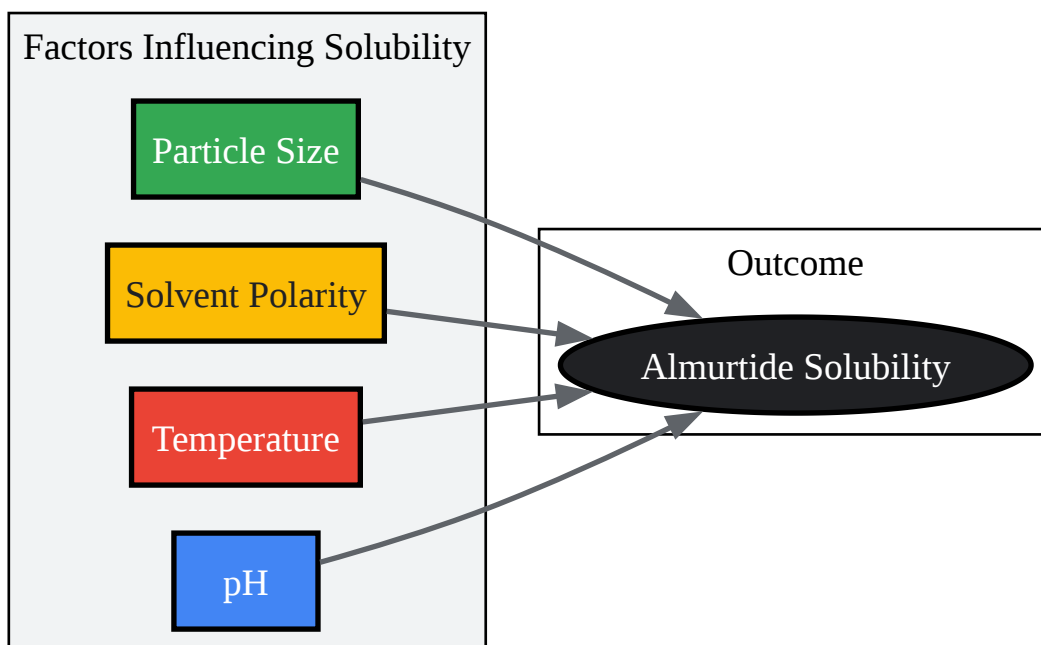 Factors Influencing Solubility
Particle Size
Solvent Polarity
Temperature
pH
Outcome
Almurtide Solubility